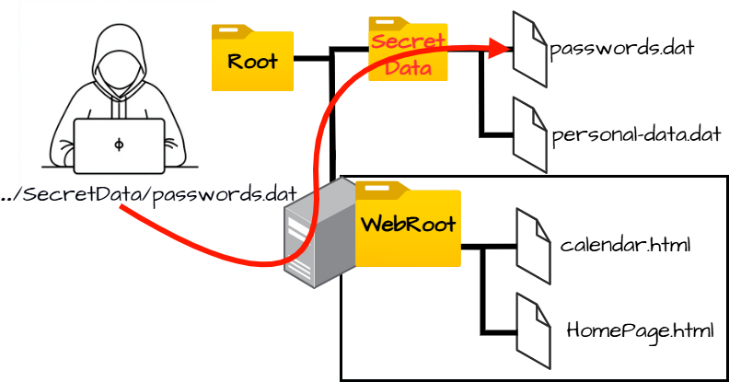 Root
Secret
Data
passwords.dat
personal-data.dat
../SecretData/passwords.dat
WebRoot
calendar.html
HomePage.html